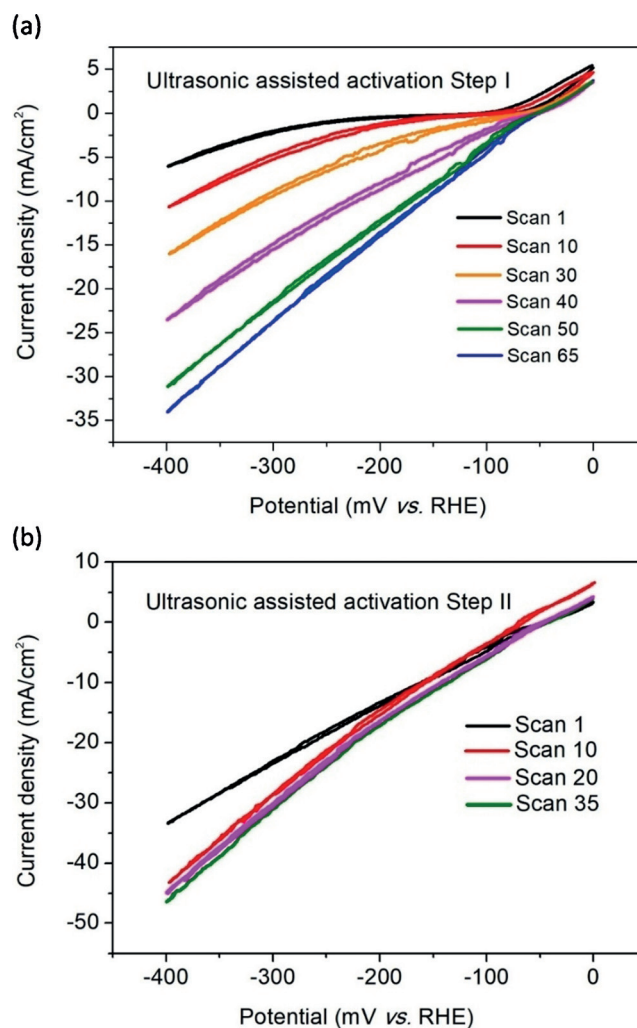 (a)
Ultrasonic assisted activation Step I
5
0
-5
-10
-15
-20
-25
-30
-35
Current density (mA/cm²)
Scan 1
Scan 10
Scan 30
Scan 40
Scan 50
Scan 65
-400
-300
-200
-100
0
Potential (mV vs. RHE)
(b)
Ultrasonic assisted activation Step II
10
0
-10
-20
-30
-40
-50
Current density (mA/cm²)
Scan 1
Scan 10
Scan 20
Scan 35
-400
-300
-200
-100
0
Potential (mV vs. RHE)